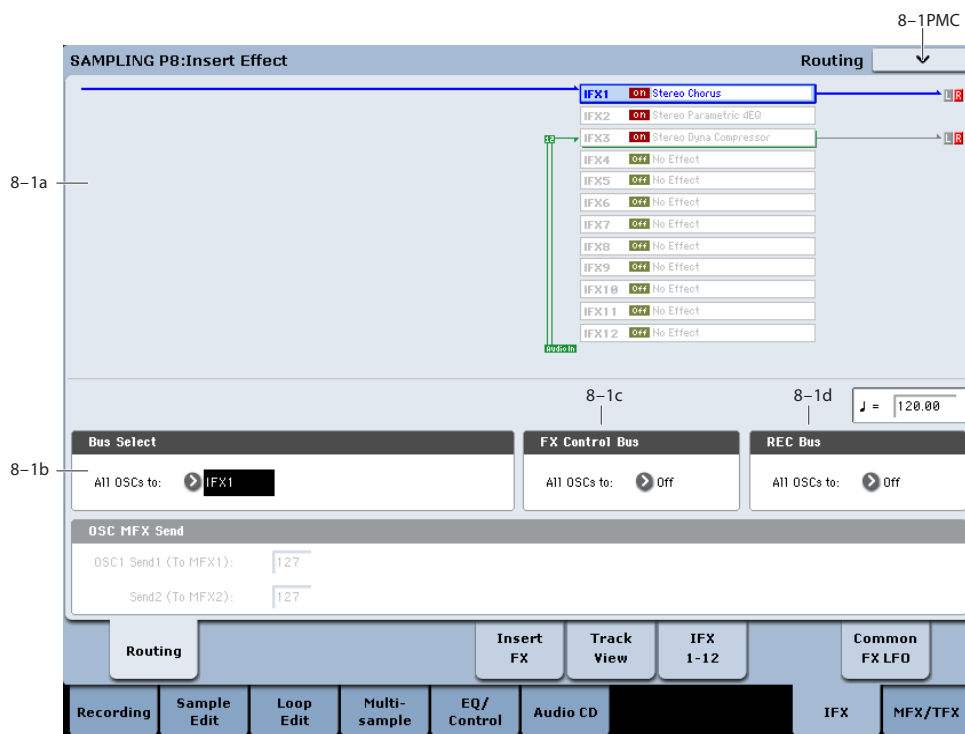 8–1PMC
SAMPLING P8:Insert Effect
Routing
IFX1 On Stereo Chorus
L R
IFX2 On Stereo Parametric 4EQ
IFX3 On Stereo Dyna Compressor
L R
IFX4 Off No Effect
8–1a
IFX5 Off No Effect
IFX6 Off No Effect
IFX7 Off No Effect
IFX8 Off No Effect
IFX9 Off No Effect
IFX10 Off No Effect
IFX11 Off No Effect
IFX12 Off No Effect
Audio In
8–1c
8–1d
♩ = 120.00
Bus Select
FX Control Bus
REC Bus
8–1b
All OSCs to: IFX1
All OSCs to: Off
All OSCs to: Off
OSC MFX Send
OSC1 Send1 (To MFX1): 127
Send2 (To MFX2): 127
Routing
Insert FX
Track View
IFX 1-12
Common FX LFO
Recording
Sample Edit
Loop Edit
Multi-sample
EQ/ Control
Audio CD
IFX
MFX/TFX